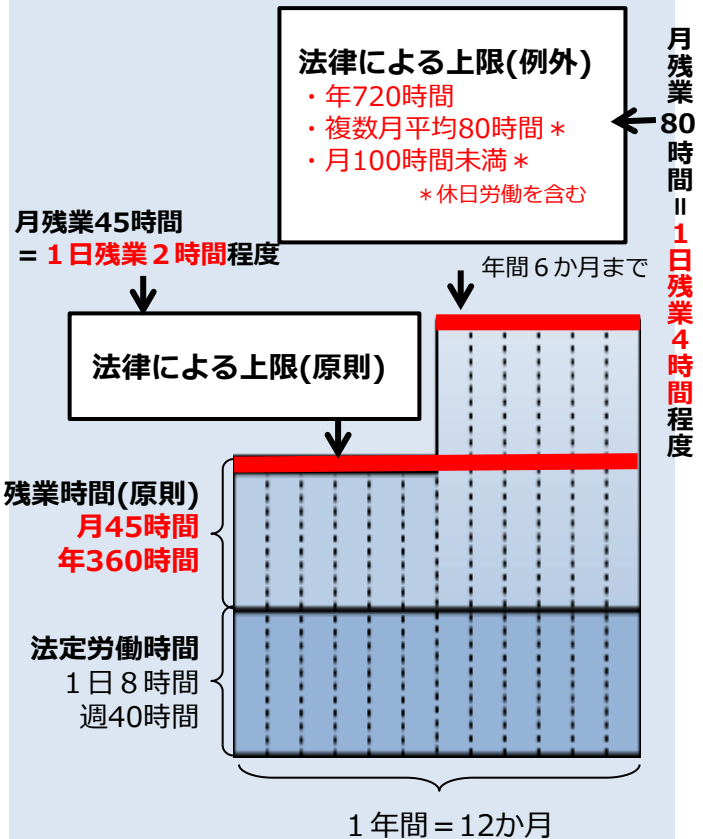 法律による上限(例外)
・年720時間
・複数月平均80時間＊
・月100時間未満＊
＊休日労働を含む
月残業80時間＝1日残業4時間程度
月残業45時間
=１日残業２時間程度
年間６か月まで
法律による上限(原則)
残業時間(原則)
月45時間
年360時間
法定労働時間
１日８時間
週40時間
１年間＝12か月